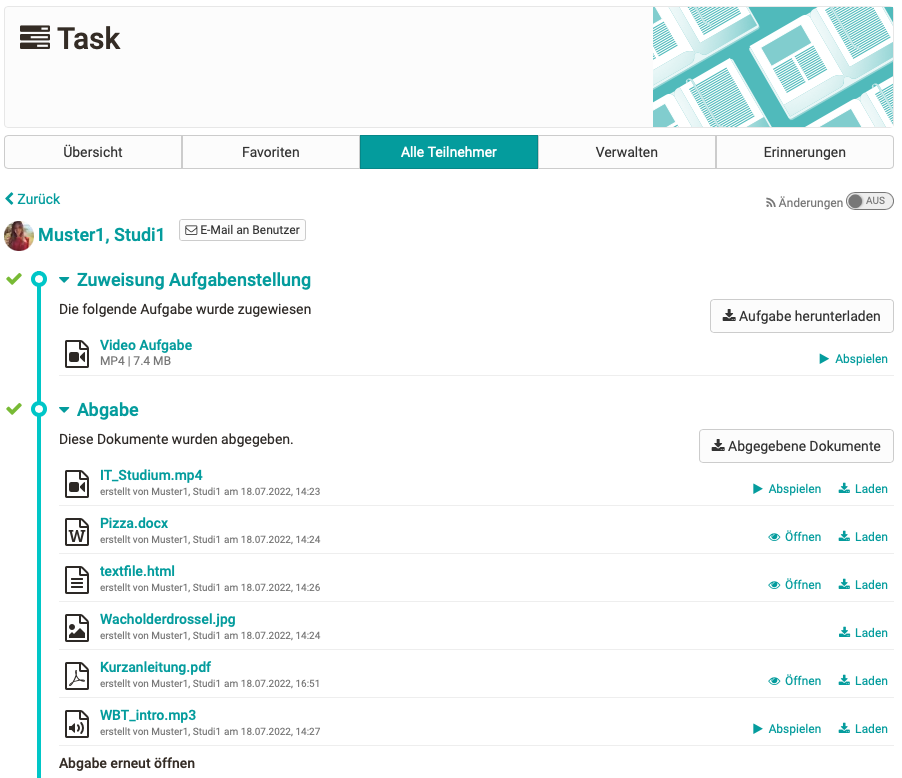 Task
Übersicht Favoriten Alle Teilnehmer Verwalten Erinnerungen
Zurück
Änderungen AUS
Muster1, Studi1 E-Mail an Benutzer
Zuweisung Aufgabenstellung
Die folgende Aufgabe wurde zugewiesen
Aufgabe herunterladen
Video Aufgabe
MP4 | 7.4 MB
Abspielen
Abgabe
Diese Dokumente wurden abgegeben.
Abgegebene Dokumente
IT_Studium.mp4
erstellt von Muster1, Studi1 am 18.07.2022, 14:23
Abspielen Laden
Pizza.docx
erstellt von Muster1, Studi1 am 18.07.2022, 14:24
Öffnen Laden
textfile.html
erstellt von Muster1, Studi1 am 18.07.2022, 14:26
Öffnen Laden
Wacholderdrossel.jpg
erstellt von Muster1, Studi1 am 18.07.2022, 14:24
Laden
Kurzanleitung.pdf
erstellt von Muster1, Studi1 am 18.07.2022, 16:51
Öffnen Laden
WBT_intro.mp3
erstellt von Muster1, Studi1 am 18.07.2022, 14:27
Abspielen Laden
Abgabe erneut öffnen